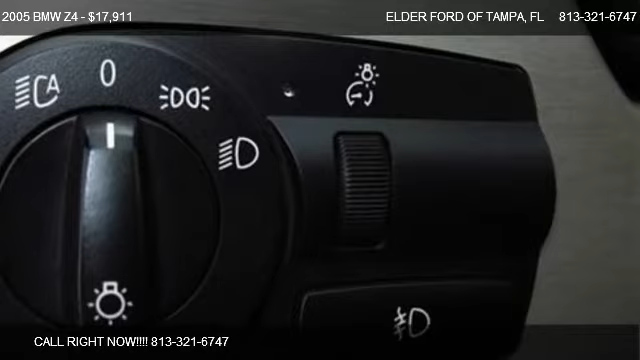 2005 BMW Z4 - $17,911
ELDER FORD OF TAMPA, FL 813-321-6747
A 0
CALL RIGHT NOW!!!! 813-321-6747